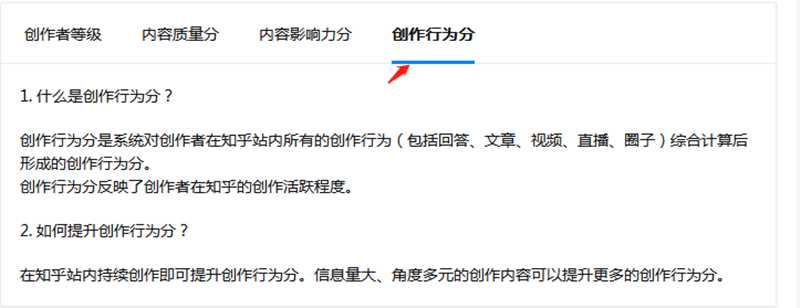 创作者等级 内容质量分 内容影响力分 创作行为分
1. 什么是创作行为分？
创作行为分是系统对创作者在知乎站内所有的创作行为（包括回答、文章、视频、直播、圈子）综合计算后
形成的创作行为分。
创作行为分反映了创作者在知乎的创作活跃程度。
2. 如何提升创作行为分？
在知乎站内持续创作即可提升创作行为分。信息量大、角度多元的创作内容可以提升更多的创作行为分。